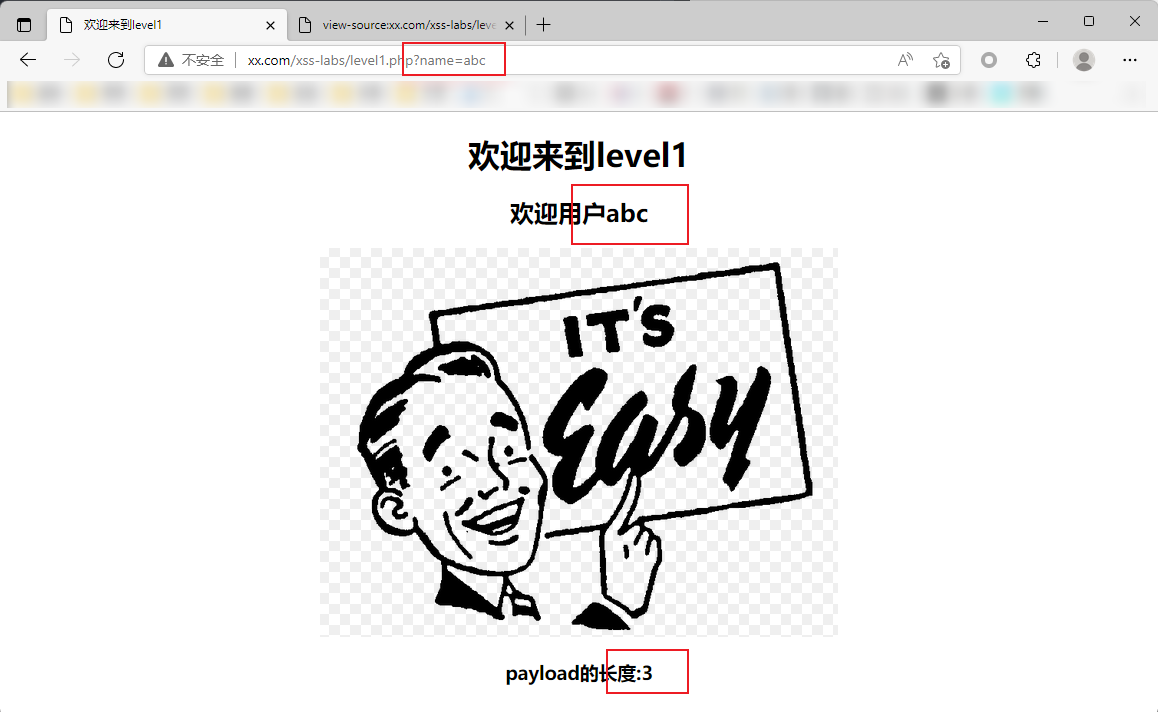 欢迎来到level1
view-source:xx.com/xss-labs/leve
不安全
xx.com/xss-labs/level1.php?name=abc
欢迎来到level1
欢迎用户abc
IT'S
Easy
payload的长度:3